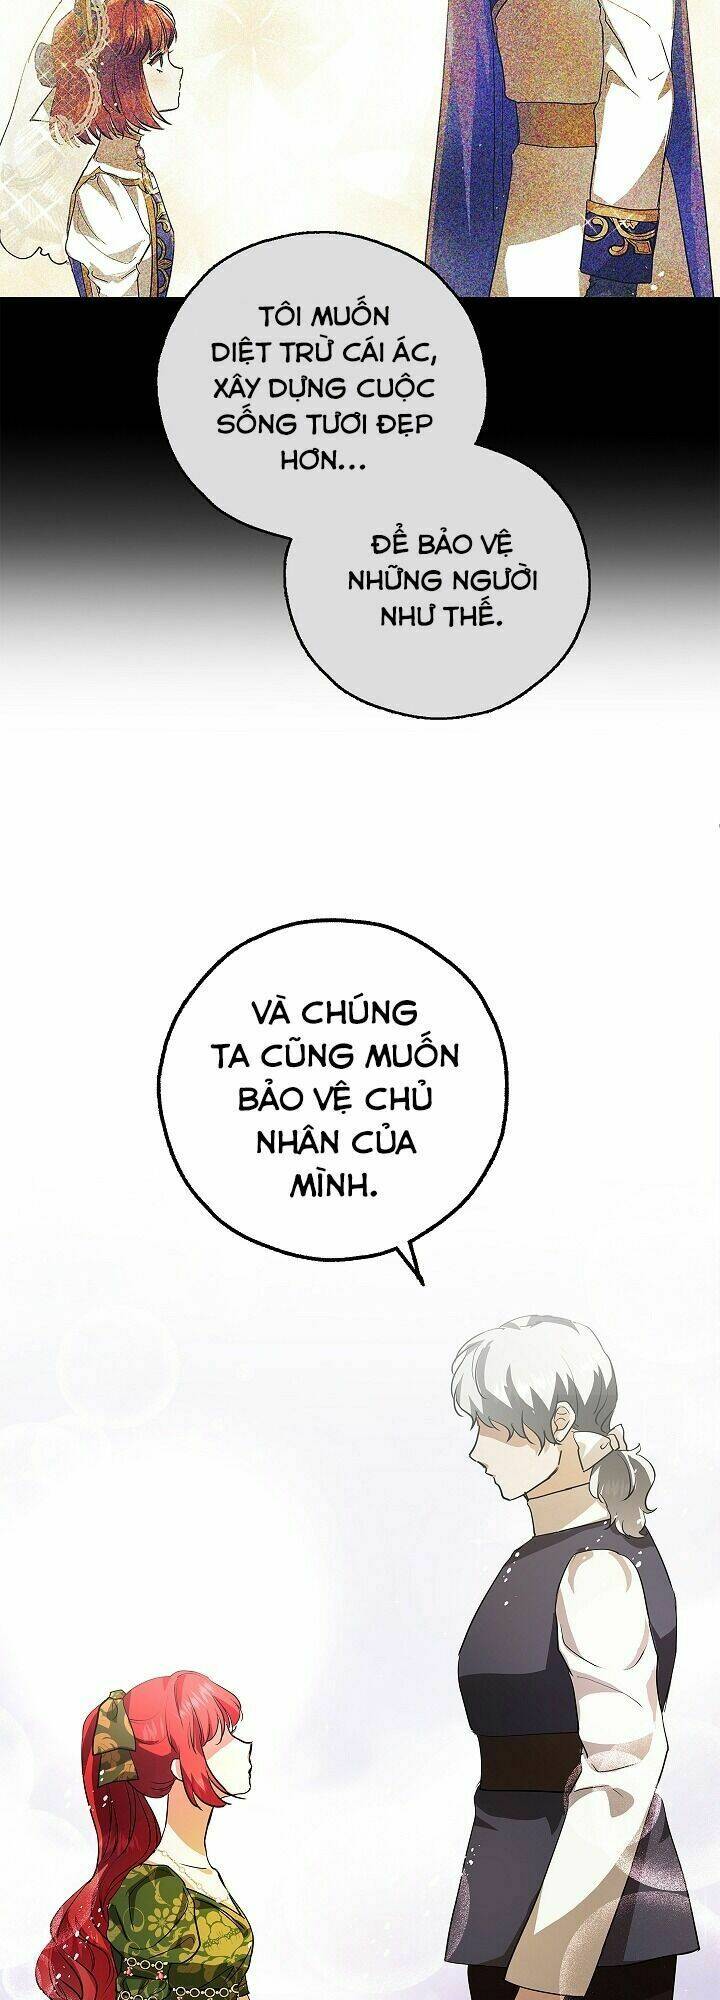 TÔI MUỐN
DIỆT TRỪ CÁI ÁC,
XÂY DỰNG CUỘC
SỐNG TƯƠI ĐẸP
HƠN...
ĐỂ BẢO VỆ
NHỮNG NGƯỜI
NHƯ THẾ.
VÀ CHÚNG
TA CŨNG MUỐN
BẢO VỆ CHỦ
NHÂN CỦA
MÌNH.